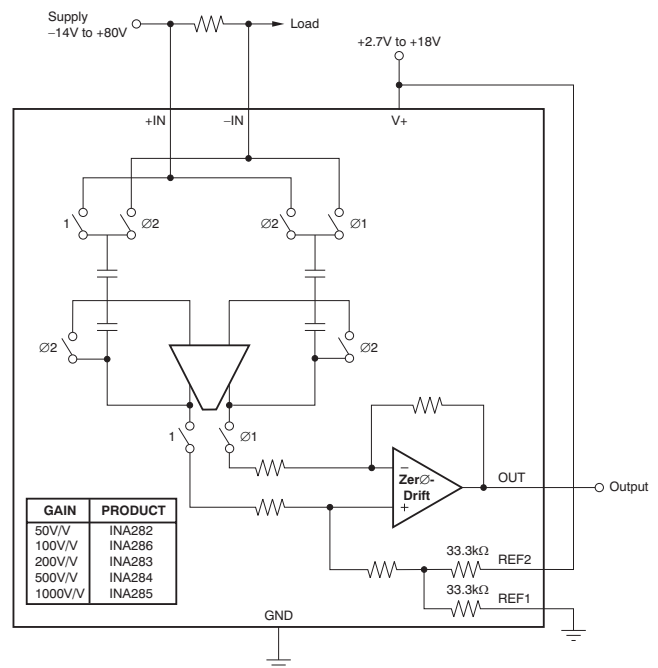 Supply
−14V to +80V
Load
+2.7V to +18V
+IN
−IN
V+
1
Ø2
Ø2
Ø1
Ø2
Ø2
1
Ø1
−
ZerØ-
Drift
+
OUT
Output
33.3kΩ
REF2
33.3kΩ
REF1
GND
GAIN PRODUCT
50V/V INA282
100V/V INA286
200V/V INA283
500V/V INA284
1000V/V INA285